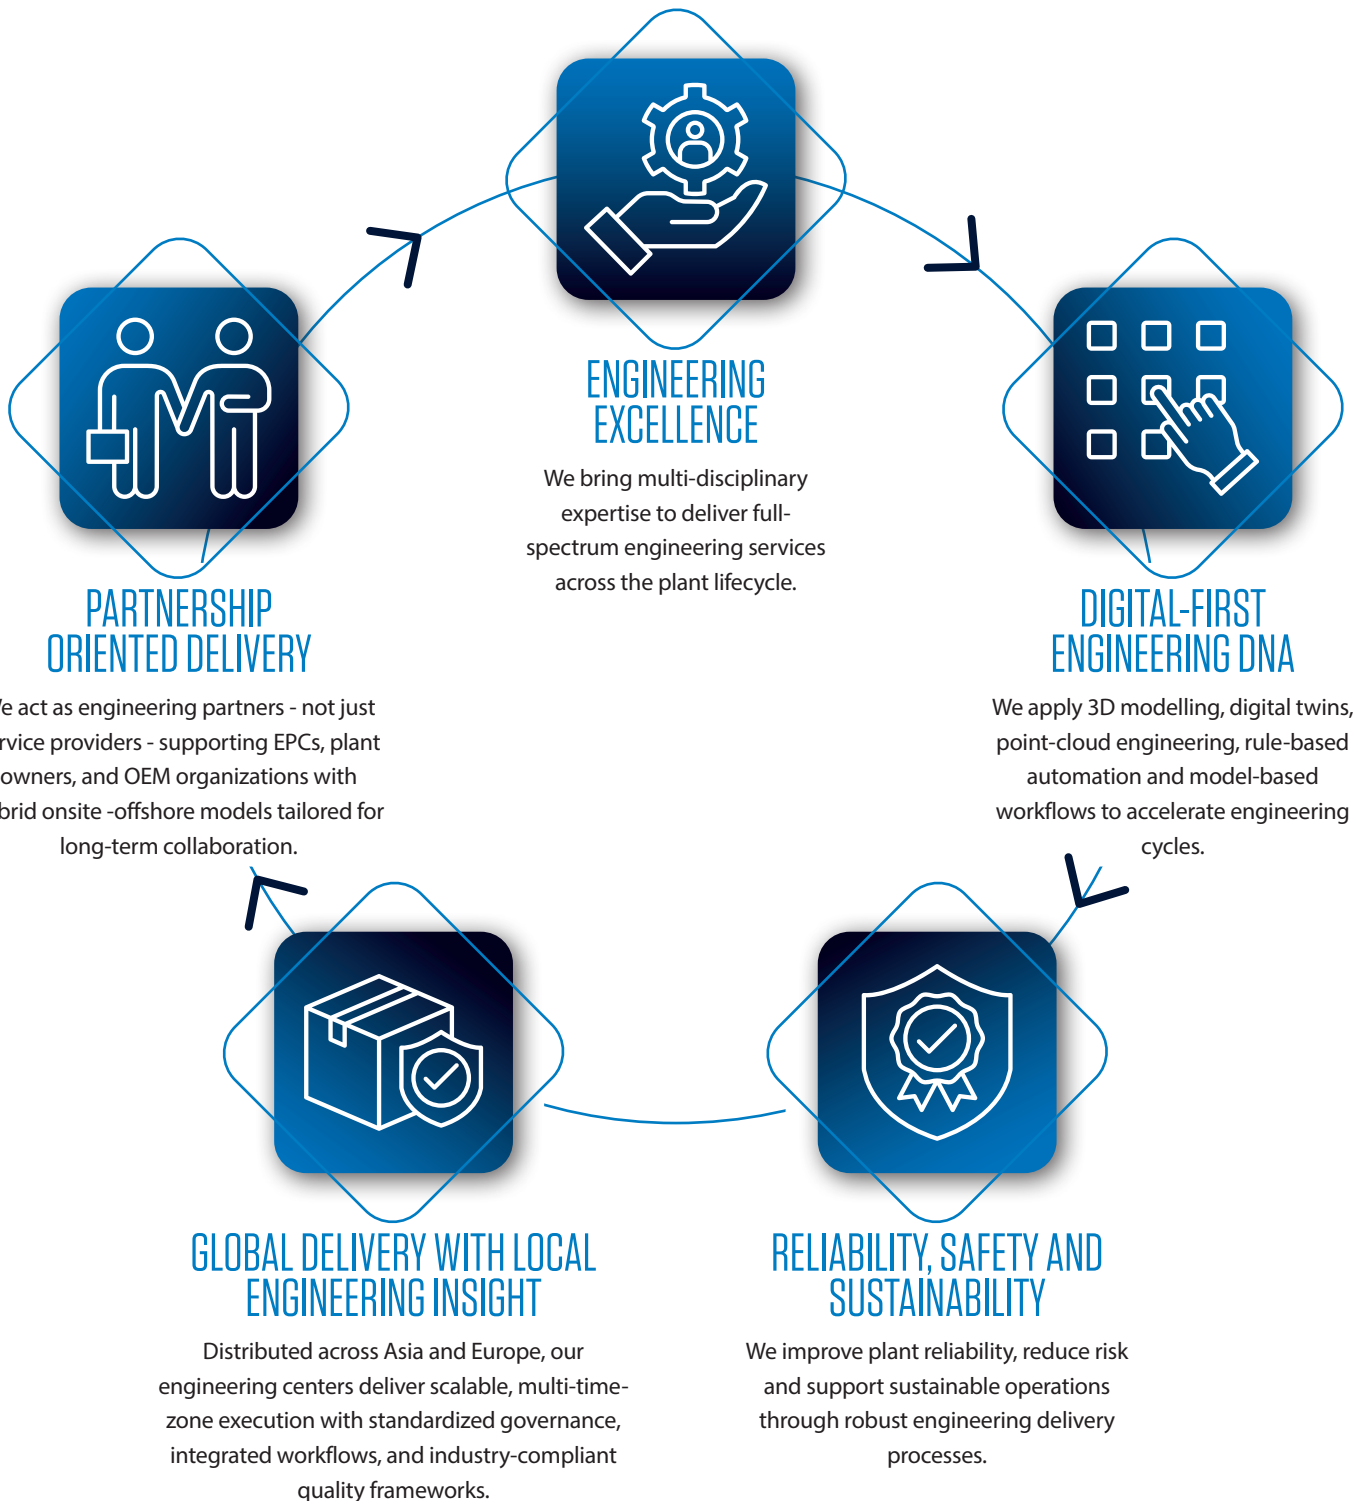 ENGINEERING
EXCELLENCE
We bring multi-disciplinary
expertise to deliver full-
spectrum engineering services
across the plant lifecycle.
DIGITAL-FIRST
ENGINEERING DNA
We apply 3D modelling, digital twins,
point-cloud engineering, rule-based
automation and model-based
workflows to accelerate engineering
cycles.
RELIABILITY, SAFETY AND
SUSTAINABILITY
We improve plant reliability, reduce risk
and support sustainable operations
through robust engineering delivery
processes.
GLOBAL DELIVERY WITH LOCAL
ENGINEERING INSIGHT
Distributed across Asia and Europe, our
engineering centers deliver scalable, multi-time-
zone execution with standardized governance,
integrated workflows, and industry-compliant
quality frameworks.
PARTNERSHIP
ORIENTED DELIVERY
act as engineering partners - not just
providers - supporting EPCs, plant
owners, and OEM organizations with
onsite -offshore models tailored for
long-term collaboration.